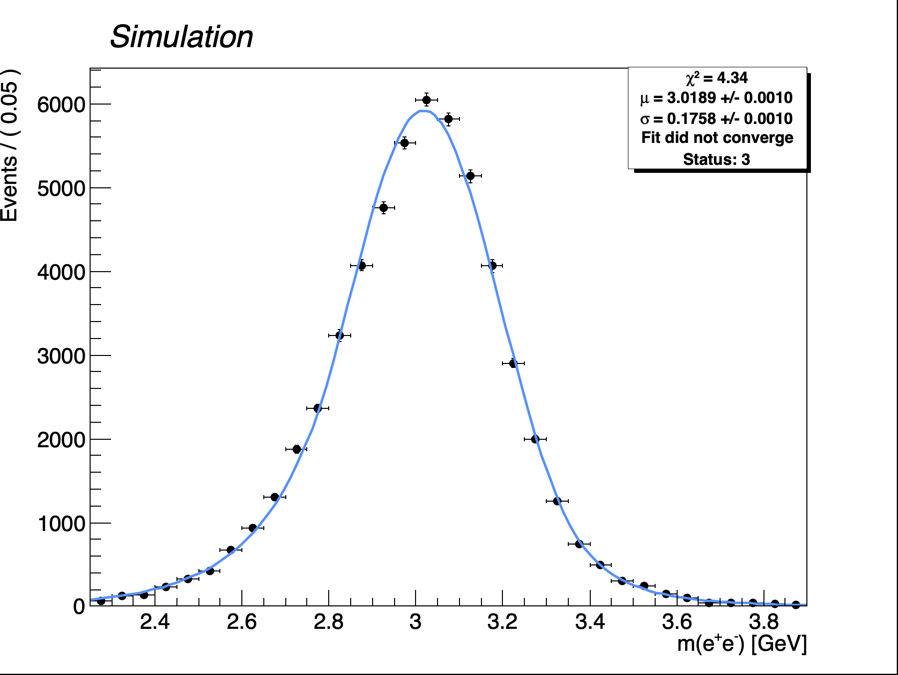 Simulation
χ² = 4.34
μ = 3.0189 +/- 0.0010
σ = 0.1758 +/- 0.0010
Fit did not converge
Status: 3
Events / ( 0.05 )
6000
5000
4000
3000
2000
1000
0
2.4 2.6 2.8 3 3.2 3.4 3.6 3.8
m(e⁺e⁻) [GeV]